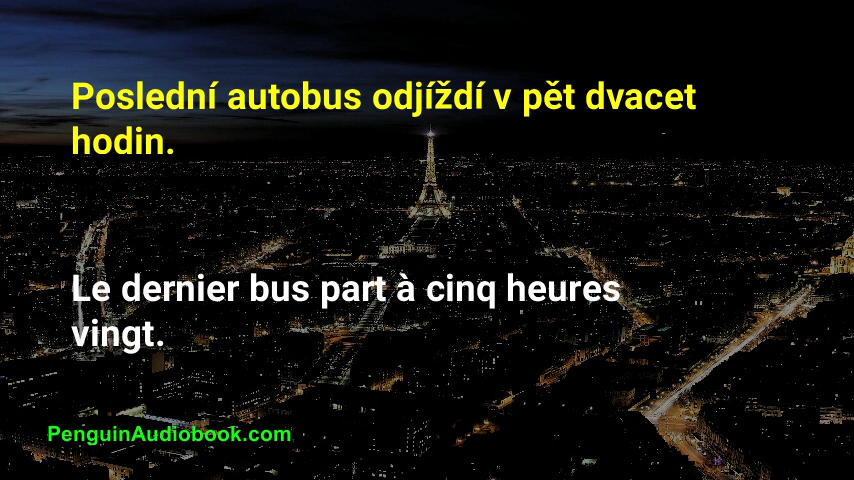 Poslední autobus odjíždí v pět dvacet
hodin.
Le dernier bus part à cinq heures
vingt.
PenguinAudiobook.com